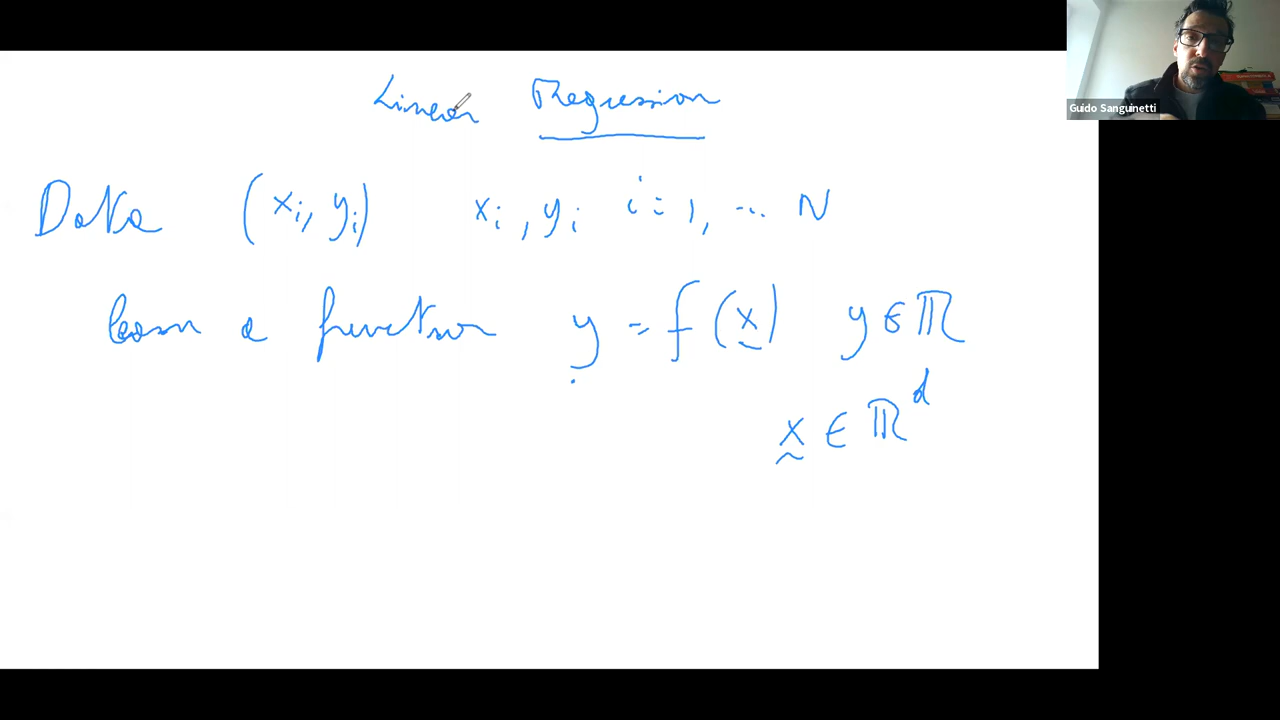 Linear Regression
Guido Sanguinetti
Data (xi, yi) xi, yi i = 1, ... N
learn a function y = f(x) y ∈ ℝ
x ∈ ℝ^d